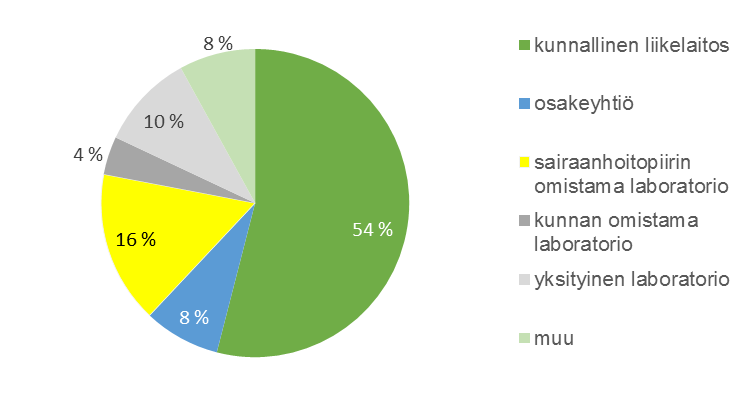 8 %
10 %
4 %
16 %
8 %
54 %
kunnallinen liikelaitos
osakeyhtiö
sairaanhoitopiirin
omistama laboratorio
kunnan omistama
laboratorio
yksityinen laboratorio
muu